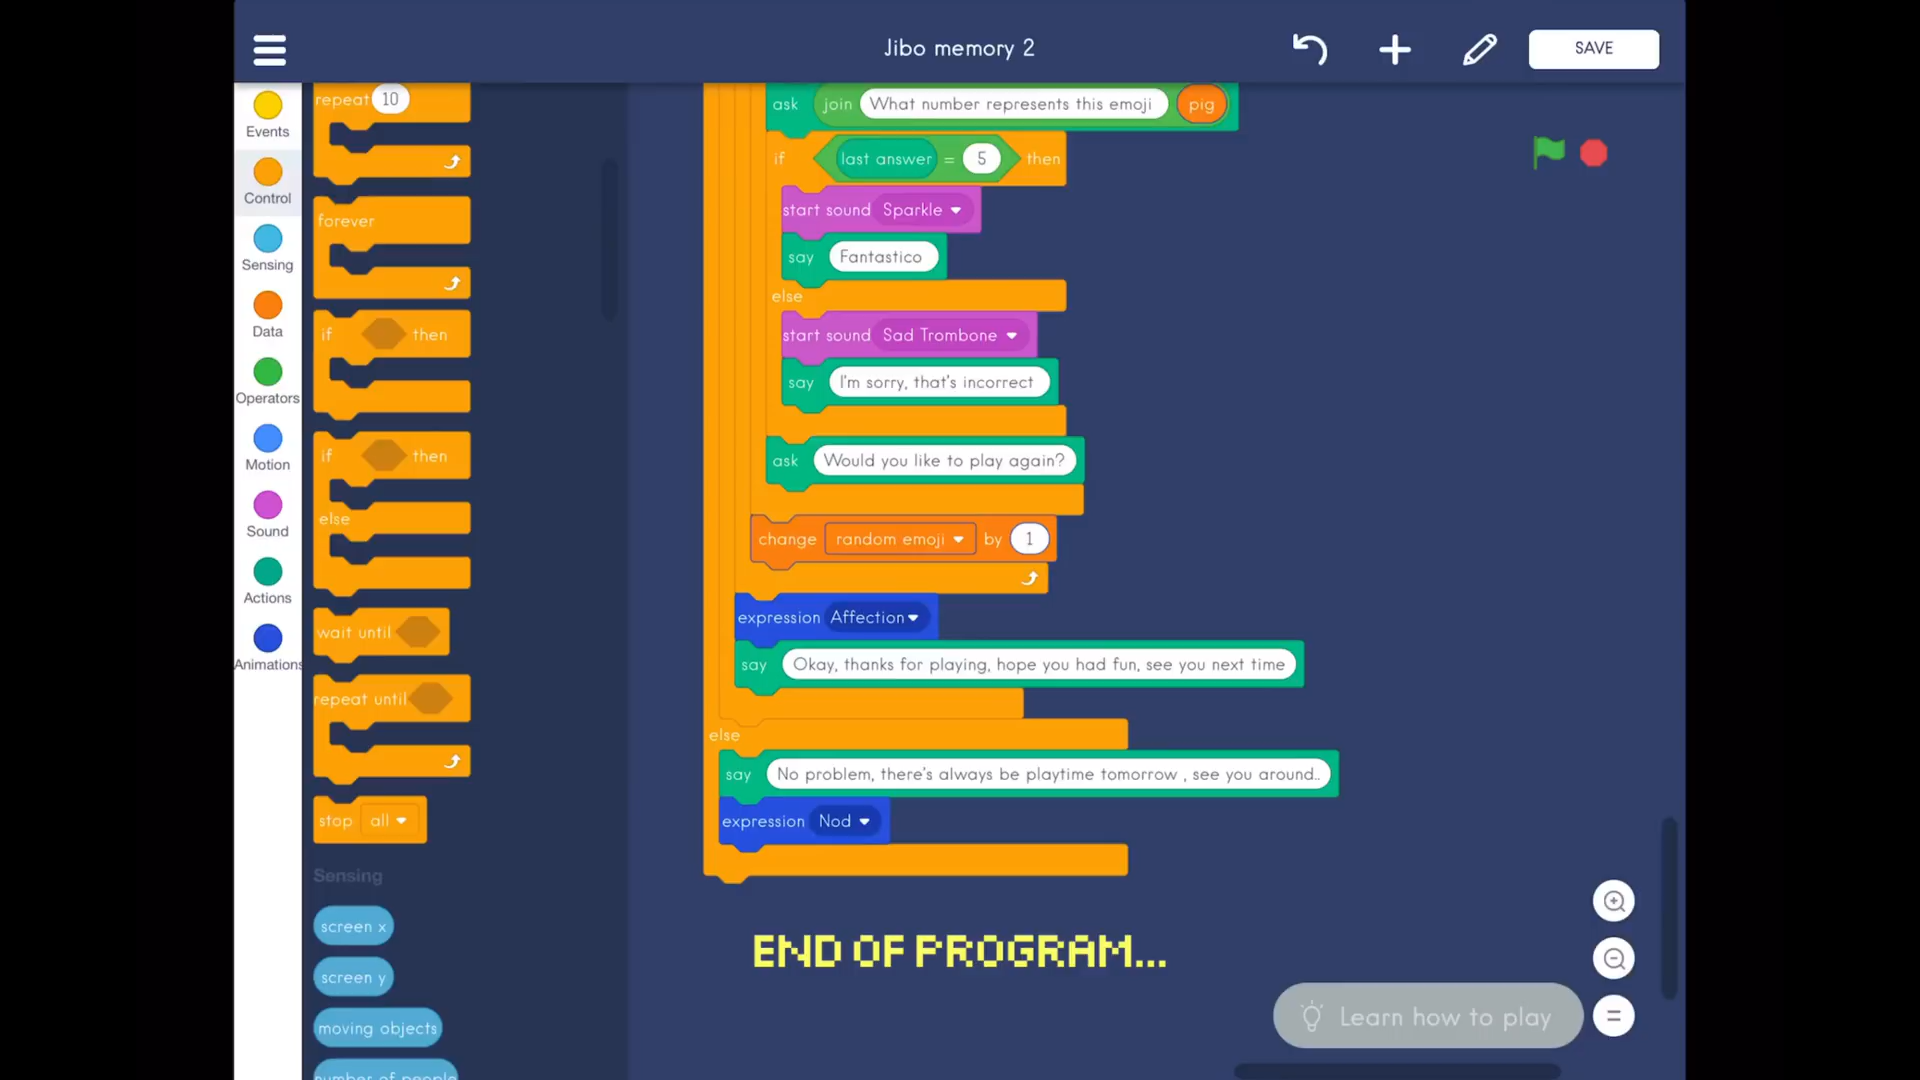 Jibo memory 2
SAVE
Events
Control
Sensing
Data
Operators
Motion
Sound
Actions
Animations
repeat 10
forever
if then
if then
else
wait until
repeat until
stop all
Sensing
screen x
screen y
moving objects
number of people
ask join What number represents this emoji pig
if last answer = 5 then
start sound Sparkle
say Fantastico
else
start sound Sad Trombone
say I'm sorry, that's incorrect
ask Would you like to play again?
change random emoji by 1
expression Affection
say Okay, thanks for playing, hope you had fun, see you next time
else
say No problem, there's always be playtime tomorrow , see you around..
expression Nod
END OF PROGRAM...
Learn how to play